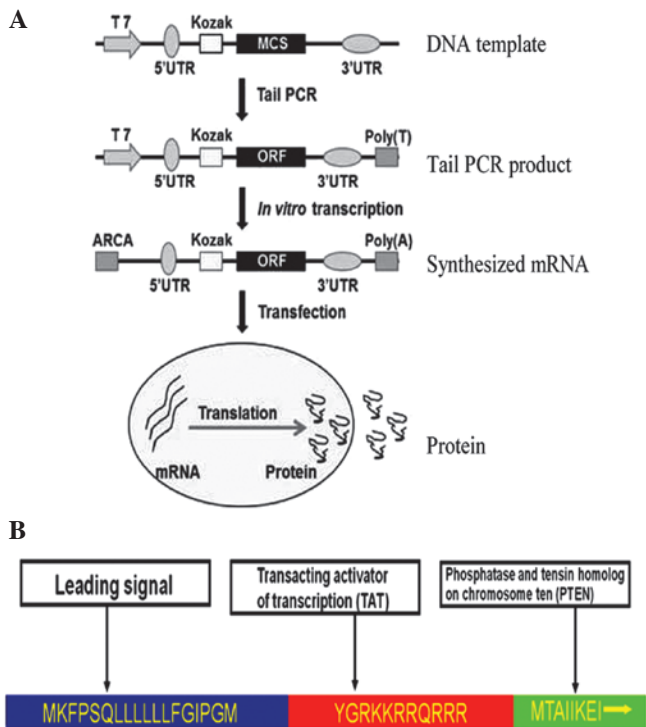 A
T 7
Kozak
MCS
5'UTR
3'UTR
DNA template
Tail PCR
T 7
Kozak
ORF
Poly(T)
5'UTR
3'UTR
Tail PCR product
In vitro transcription
ARCA
Kozak
ORF
Poly(A)
5'UTR
3'UTR
Synthesized mRNA
Transfection
Translation
mRNA
Protein
Protein
B
Leading signal
Transacting activator
of transcription (TAT)
Phosphatase and tensin homolog
on chromosome ten (PTEN)
MKFPSQLLLLLLFGIPGM
YGRKKRRQRRR
MTAIIKEI